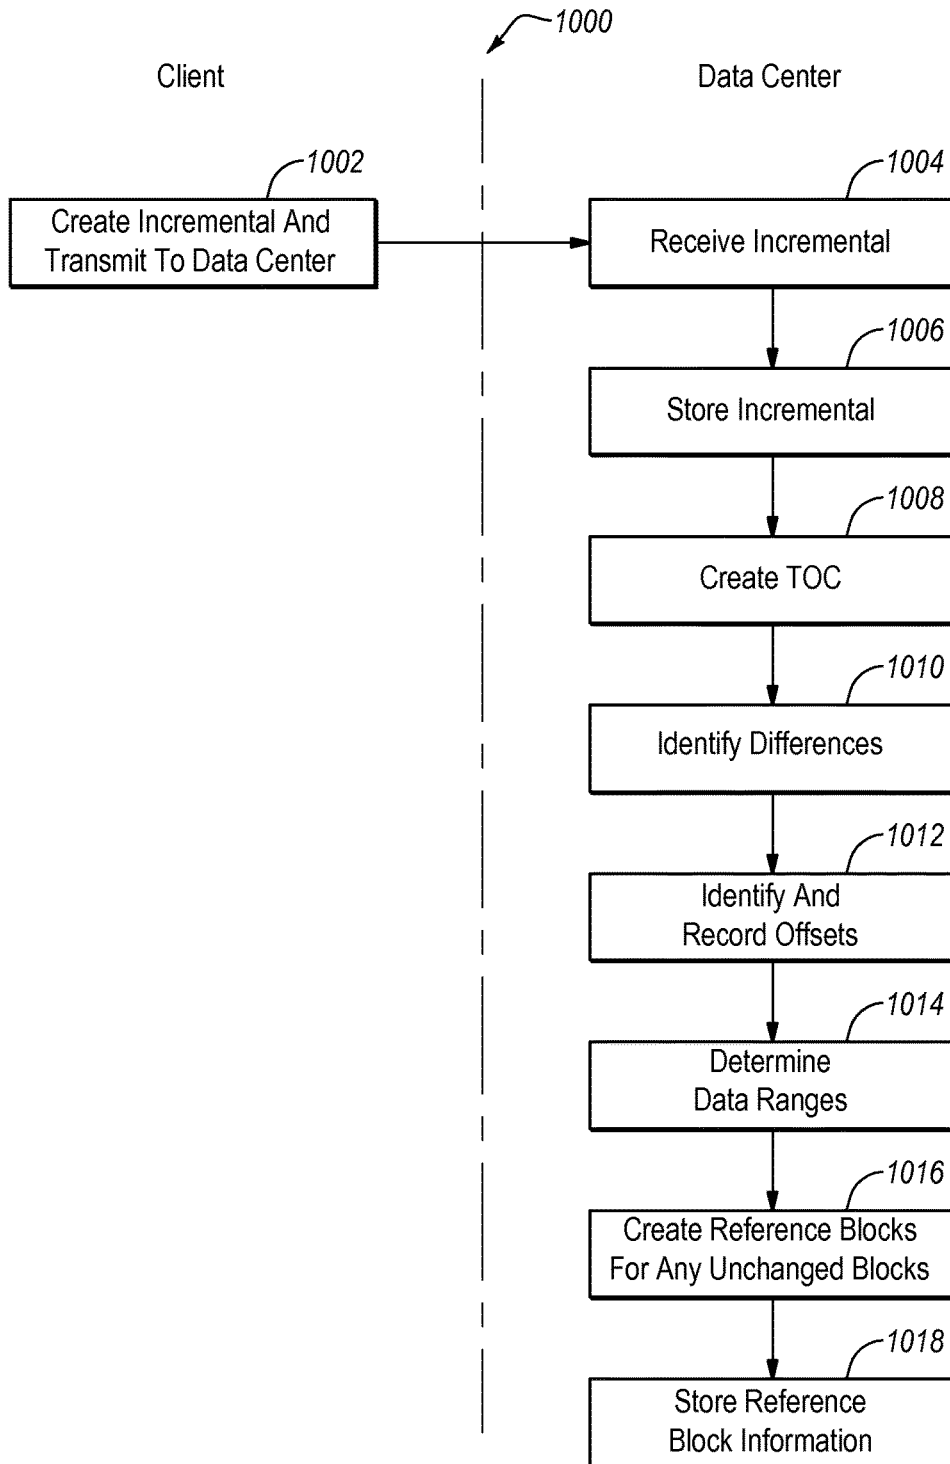 1000
Client
Data Center
1002
Create Incremental And
Transmit To Data Center
1004
Receive Incremental
1006
Store Incremental
1008
Create TOC
1010
Identify Differences
1012
Identify And
Record Offsets
1014
Determine
Data Ranges
1016
Create Reference Blocks
For Any Unchanged Blocks
1018
Store Reference
Block Information